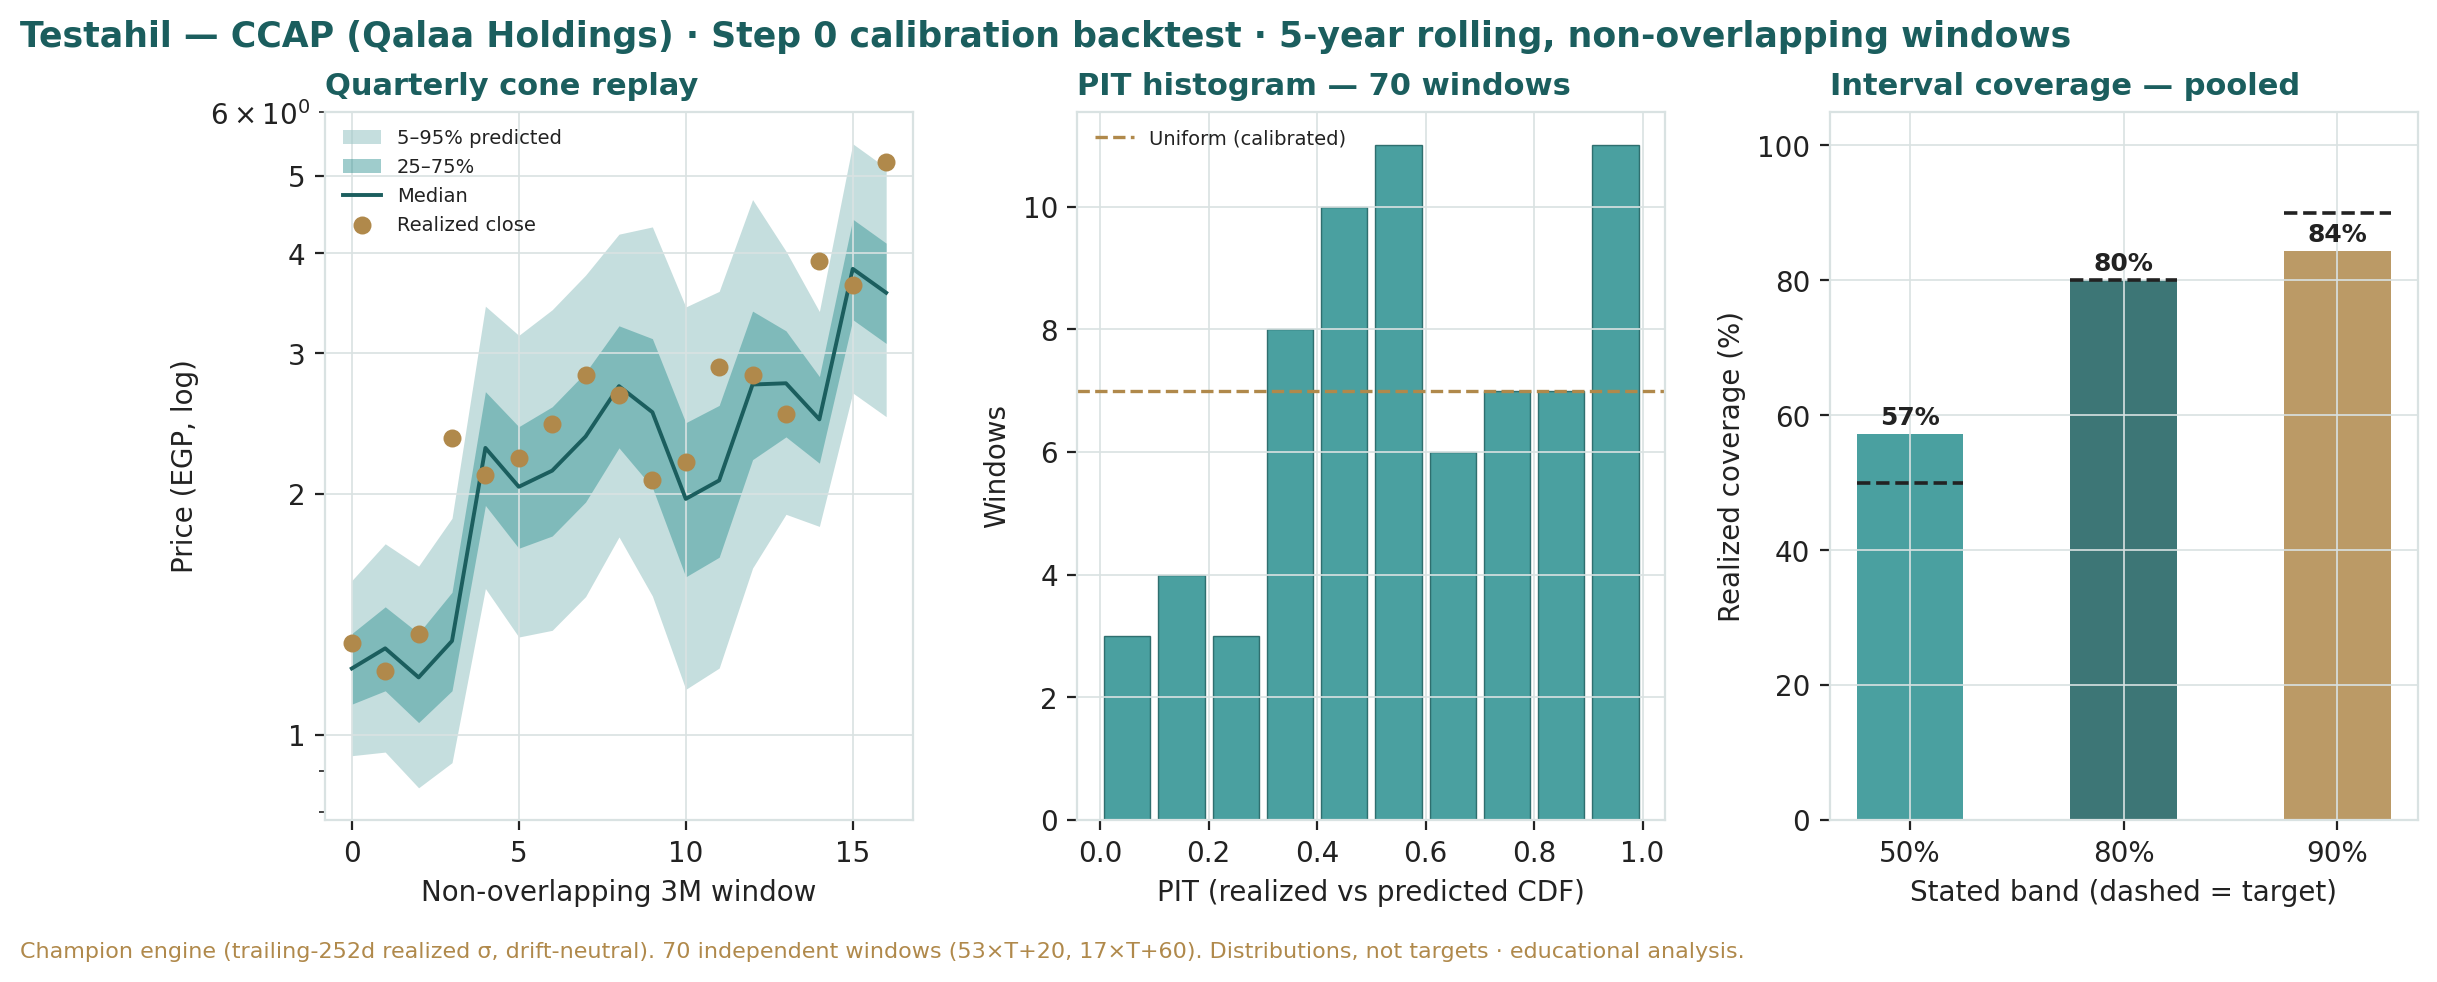 Testahil — CCAP (Qalaa Holdings) · Step 0 calibration backtest · 5-year rolling, non-overlapping windows
Quarterly cone replay
6 × 10⁰
5
4
3
2
1
Price (EGP, log)
5–95% predicted
25–75%
Median
Realized close
0 5 10 15
Non-overlapping 3M window
PIT histogram — 70 windows
Uniform (calibrated)
10
8
6
4
2
0
Windows
0.0 0.2 0.4 0.6 0.8 1.0
PIT (realized vs predicted CDF)
Interval coverage — pooled
100
80
60
40
20
0
Realized coverage (%)
57%
80%
84%
50% 80% 90%
Stated band (dashed = target)
Champion engine (trailing-252d realized σ, drift-neutral). 70 independent windows (53×T+20, 17×T+60). Distributions, not targets · educational analysis.